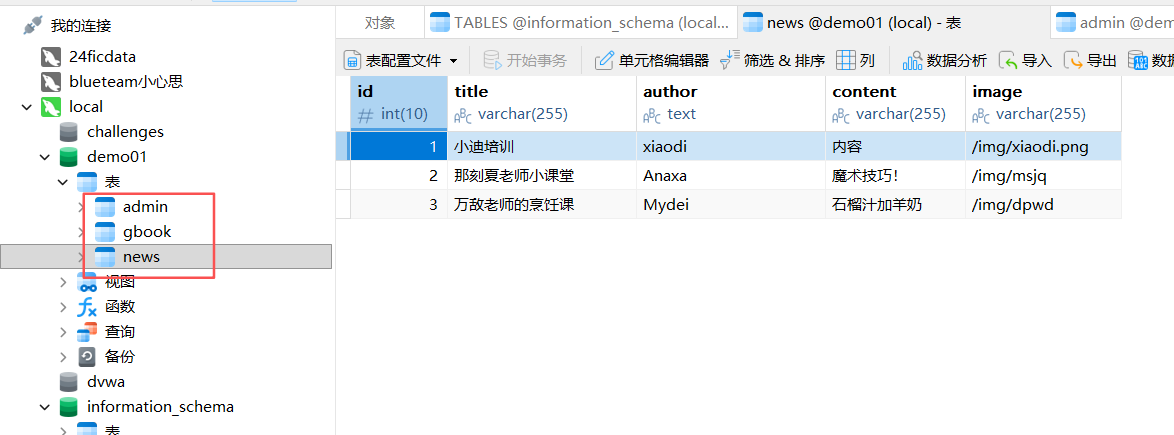 我的连接
24ficdata
blueteam小心思
local
challenges
demo01
表
admin
gbook
news
视图
函数
查询
备份
dvwa
information_schema
表
对象 TABLES @information_schema (local... news @demo01 (local) - 表 admin @dem
表配置文件 开始事务 单元格编辑器 筛选 & 排序 列 数据分析 导入 导出 数据
id title author content image
# int(10) ABC varchar(255) ABC text ABC varchar(255) ABC varchar(255)
1 小迪培训 xiaodi 内容 /img/xiaodi.png
2 那刻夏老师小课堂 Anaxa 魔术技巧！ /img/msjq
3 万敌老师的烹饪课 Mydei 石榴汁加羊奶 /img/dpwd